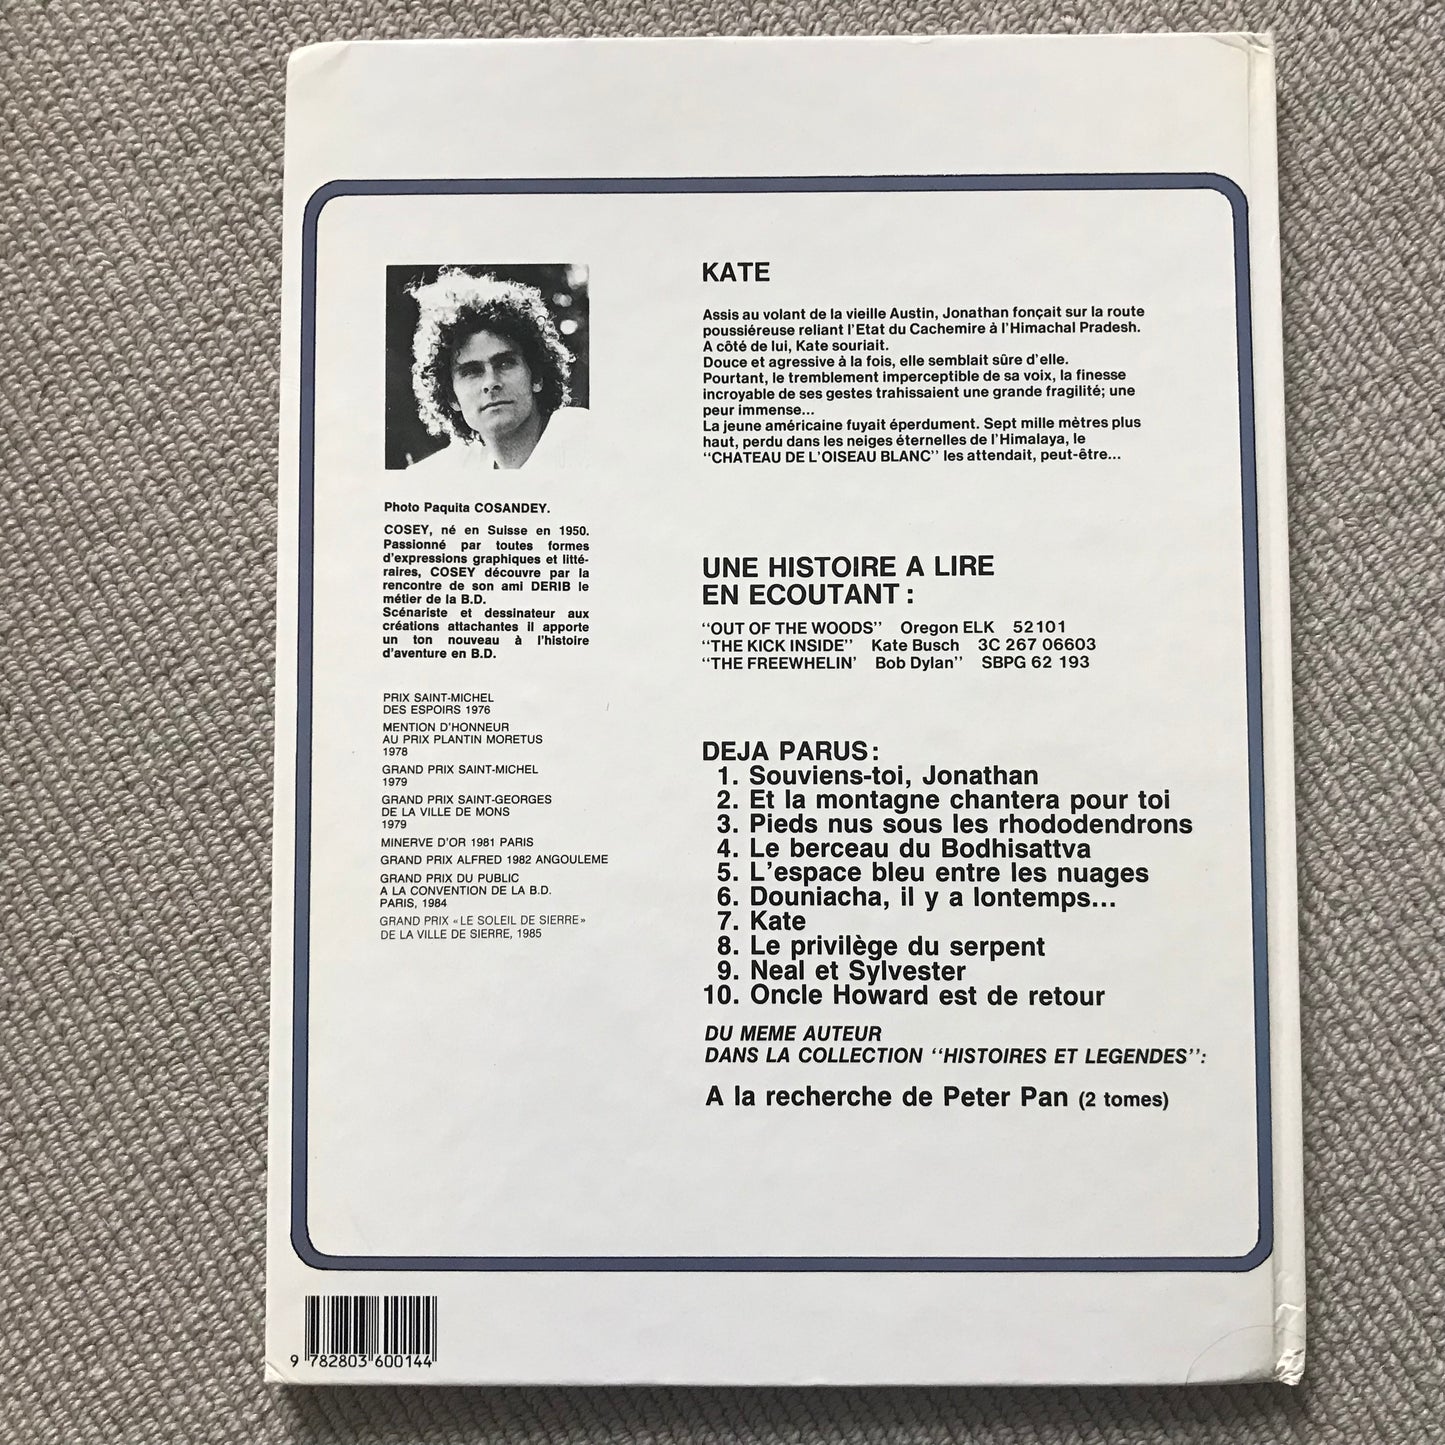 Photo Paquita COSANDEY.
COSEY, né en Suisse en 1950.
Passionné par toutes formes
d'expressions graphiques et litté-
raires, COSEY découvre par la
rencontre de son ami DERIB le
métier de la B.D.
Scénariste et dessinateur aux
créations attachantes il apporte
un ton nouveau à l'histoire
d'aventure en B.D.
PRIX SAINT-MICHEL
DES ESPOIRS 1976
MENTION D'HONNEUR
AU PRIX PLANTIN MORETUS
1978
GRAND PRIX SAINT-MICHEL
1979
GRAND PRIX SAINT-GEORGES
DE LA VILLE DE MONS
1979
MINERVE D'OR 1981 PARIS
GRAND PRIX ALFRED 1982 ANGOULEME
GRAND PRIX DU PUBLIC
A LA CONVENTION DE LA B.D.
PARIS, 1984
GRAND PRIX «LE SOLEIL DE SIERRE»
DE LA VILLE DE SIERRE, 1985
KATE
Assis au volant de la vieille Austin, Jonathan fonçait sur la route
poussiéreuse reliant l'Etat du Cachemire à l'Himachal Pradesh.
A côté de lui, Kate souriait.
Douce et agressive à la fois, elle semblait sûre d'elle.
Pourtant, le tremblement imperceptible de sa voix, la finesse
incroyable de ses gestes trahissaient une grande fragilité; une
peur immense...
La jeune américaine fuyait éperdument. Sept mille mètres plus
haut, perdu dans les neiges éternelles de l'Himalaya, le
"CHATEAU DE L'OISEAU BLANC" les attendait, peut-être...
UNE HISTOIRE A LIRE
EN ECOUTANT :
"OUT OF THE WOODS" Oregon ELK 52101
"THE KICK INSIDE" Kate Busch 3C 267 06603
"THE FREEWHELIN' Bob Dylan" SBPG 62 193
DEJA PARUS :
1. Souviens-toi, Jonathan
2. Et la montagne chantera pour toi
3. Pieds nus sous les rhododendrons
4. Le berceau du Bodhisattva
5. L'espace bleu entre les nuages
6. Douniacha, il y a lontemps...
7. Kate
8. Le privilège du serpent
9. Neal et Sylvester
10. Oncle Howard est de retour
DU MEME AUTEUR
DANS LA COLLECTION "HISTOIRES ET LEGENDES":
A la recherche de Peter Pan (2 tomes)
9 782803 600144